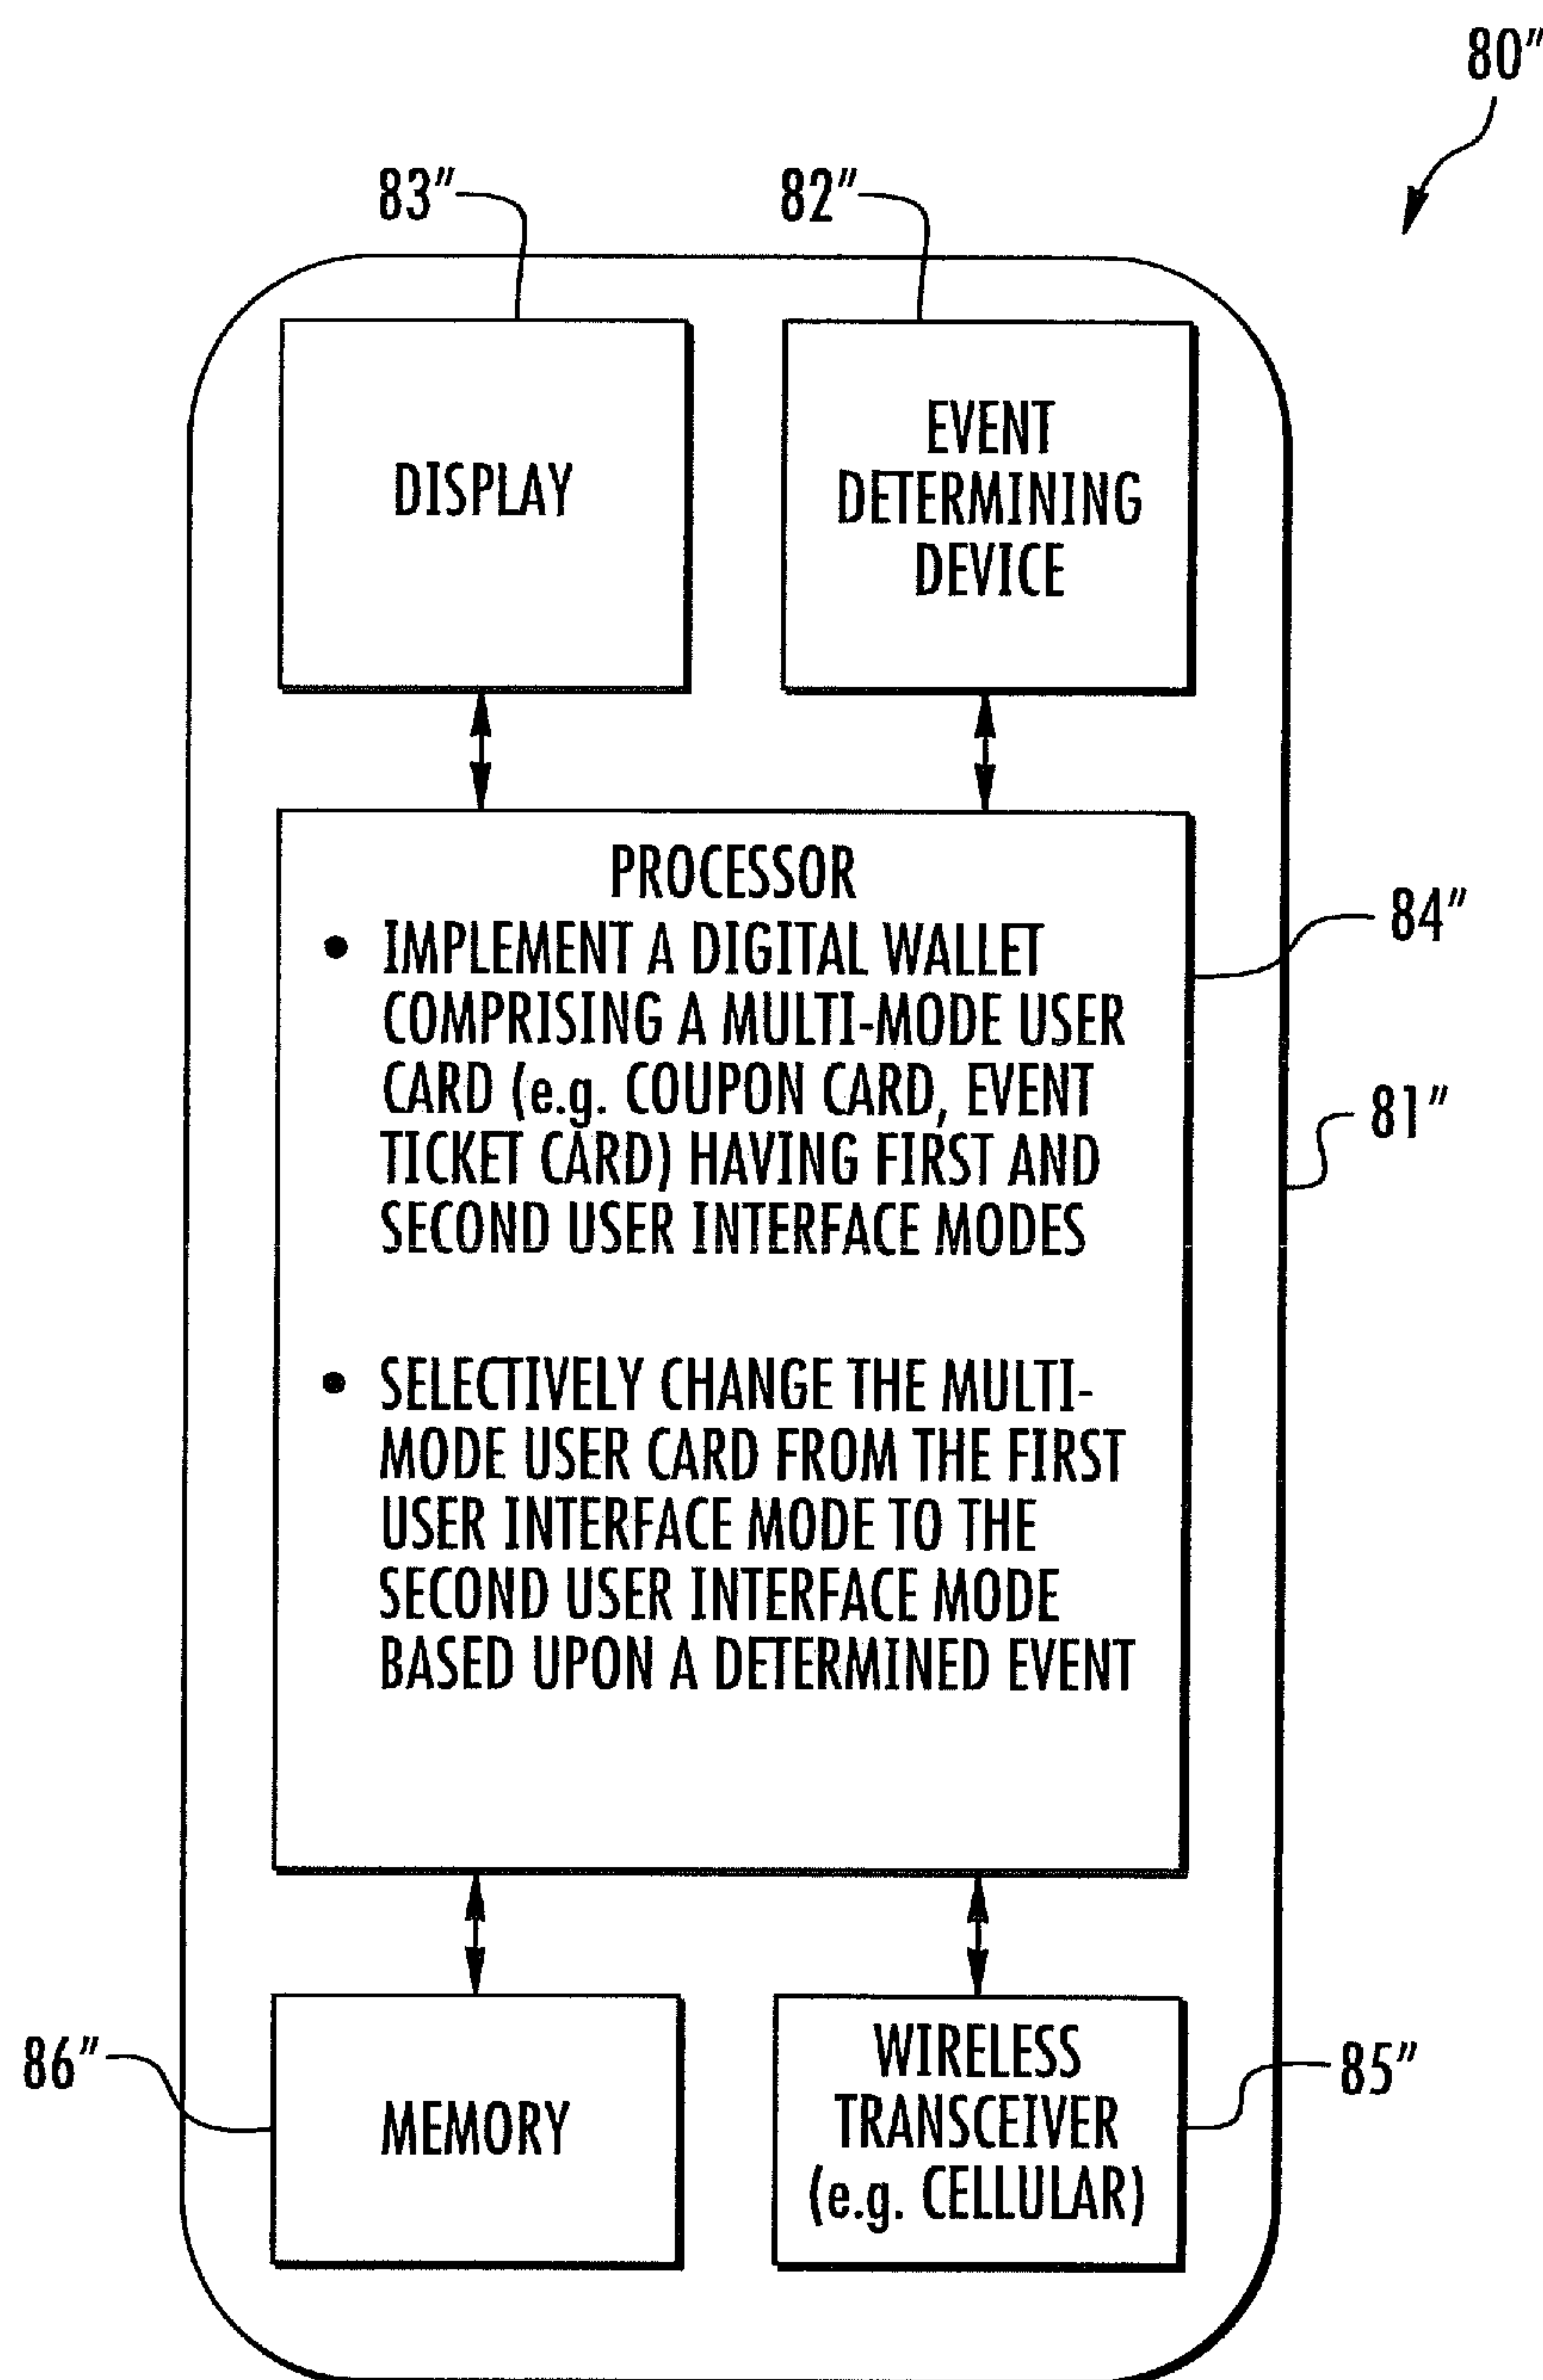 80"
83"
82"
DISPLAY
EVENT
DETERMINING
DEVICE
PROCESSOR
• IMPLEMENT A DIGITAL WALLET
COMPRISING A MULTI-MODE USER
CARD (e.g. COUPON CARD, EVENT
TICKET CARD) HAVING FIRST AND
SECOND USER INTERFACE MODES
• SELECTIVELY CHANGE THE MULTI-
MODE USER CARD FROM THE FIRST
USER INTERFACE MODE TO THE
SECOND USER INTERFACE MODE
BASED UPON A DETERMINED EVENT
84"
81"
86"
MEMORY
WIRELESS
TRANSCEIVER
(e.g. CELLULAR)
85"